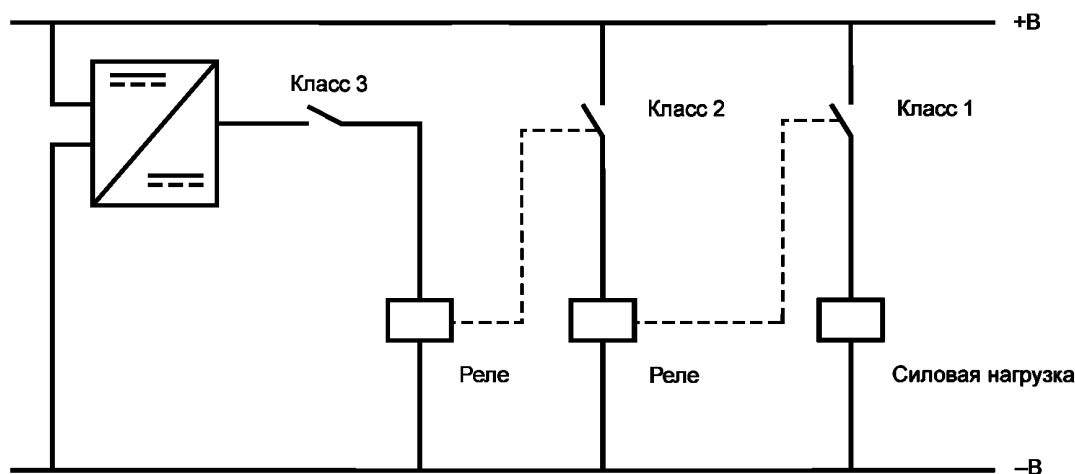 +В
Класс 3
Класс 2
Класс 1
Реле
Реле
Силовая нагрузка
–В